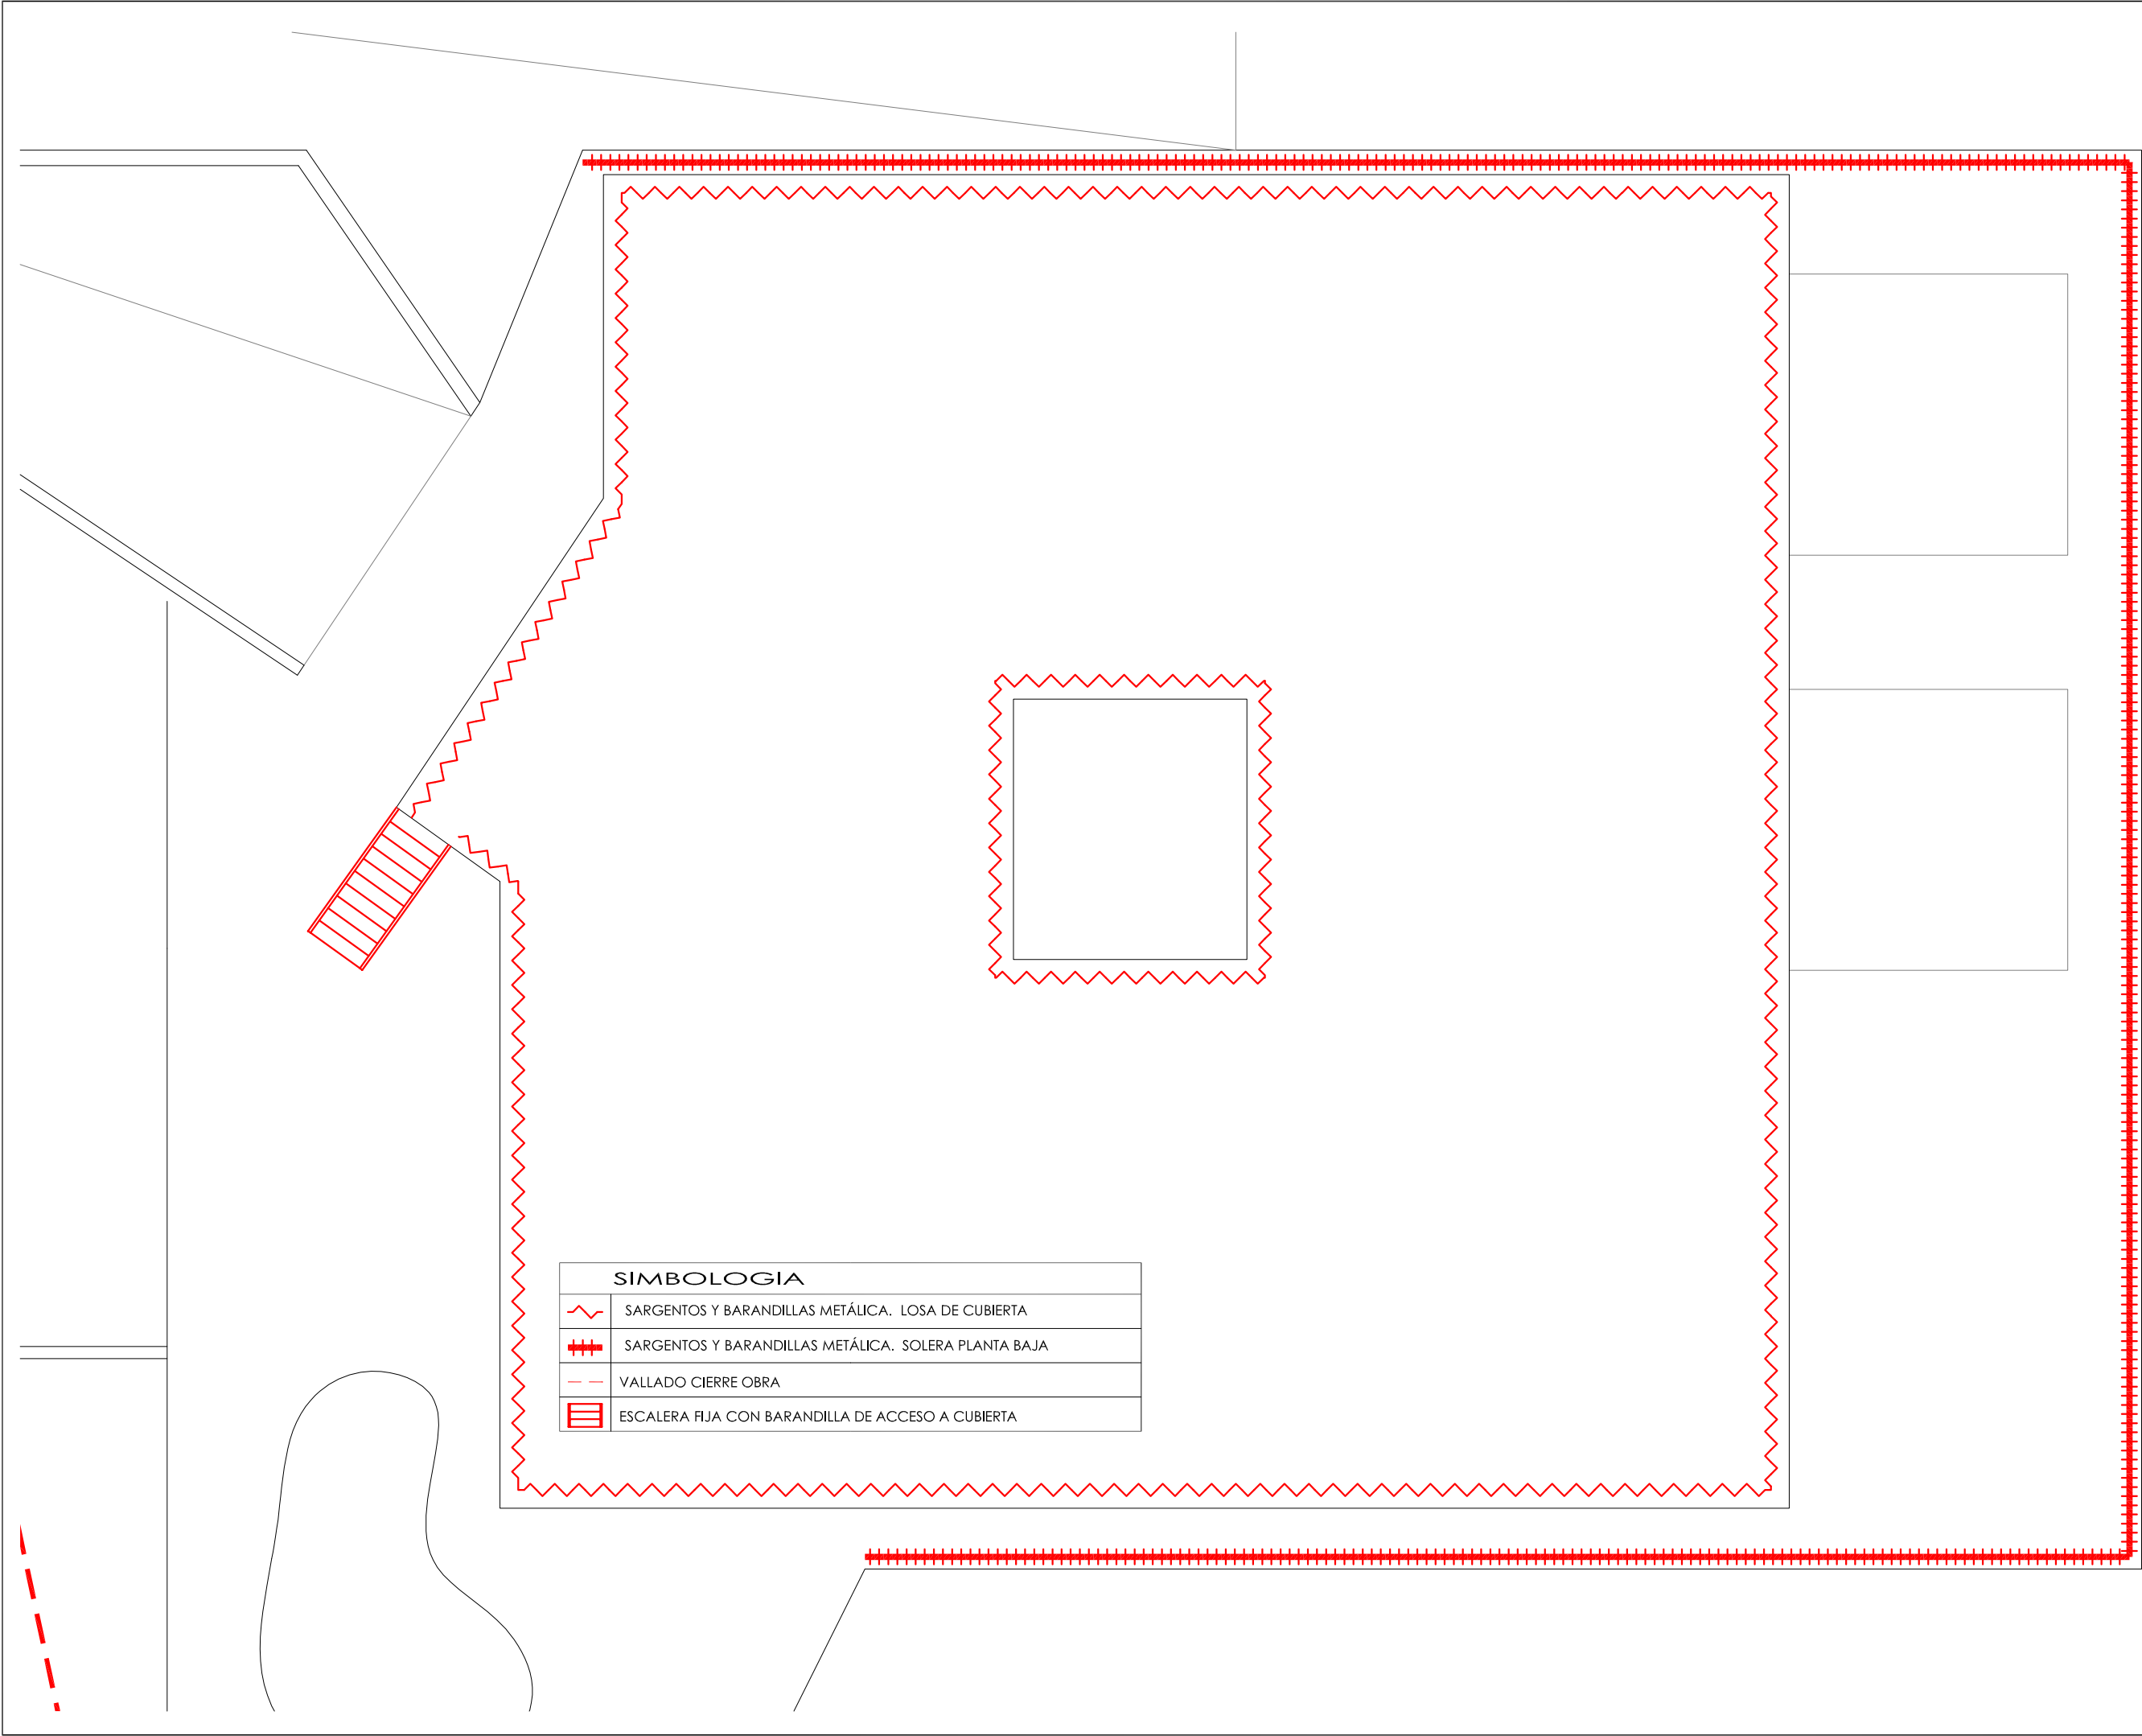 SIMBOLOGIA
SARGENTOS Y BARANDILLAS METÁLICA. LOSA DE CUBIERTA
SARGENTOS Y BARANDILLAS METÁLICA. SOLERA PLANTA BAJA
VALLADO CIERRE OBRA
ESCALERA FIJA CON BARANDILLA DE ACCESO A CUBIERTA